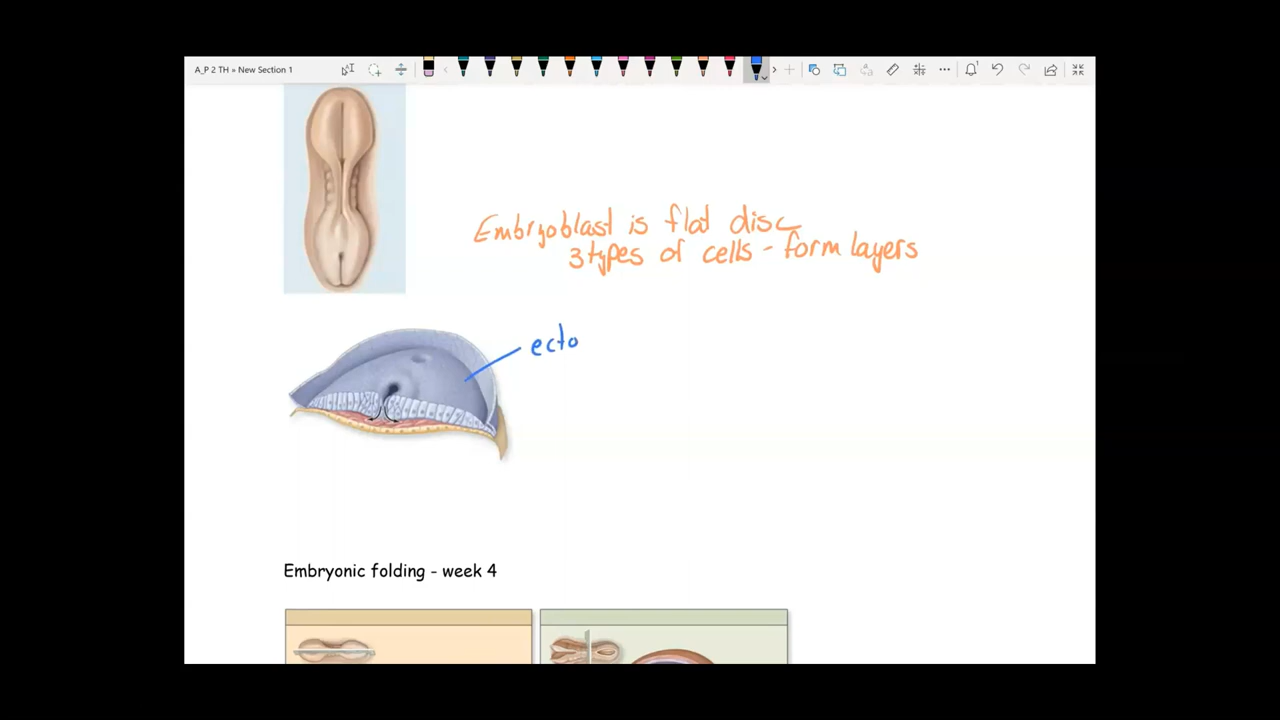 A_P 2 TH » New Section 1
Embryoblast is flat disc
3 types of cells - form layers
ecto
Embryonic folding - week 4